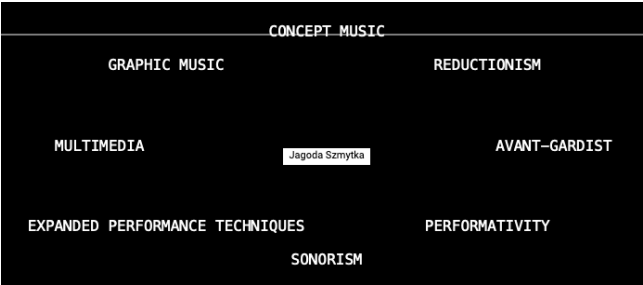 CONCEPT MUSIC
GRAPHIC MUSIC
REDUCTIONISM
MULTIMEDIA
AVANT-GARDIST
Jagoda Szmytka
EXPANDED PERFORMANCE TECHNIQUES
PERFORMATIVITY
SONORISM